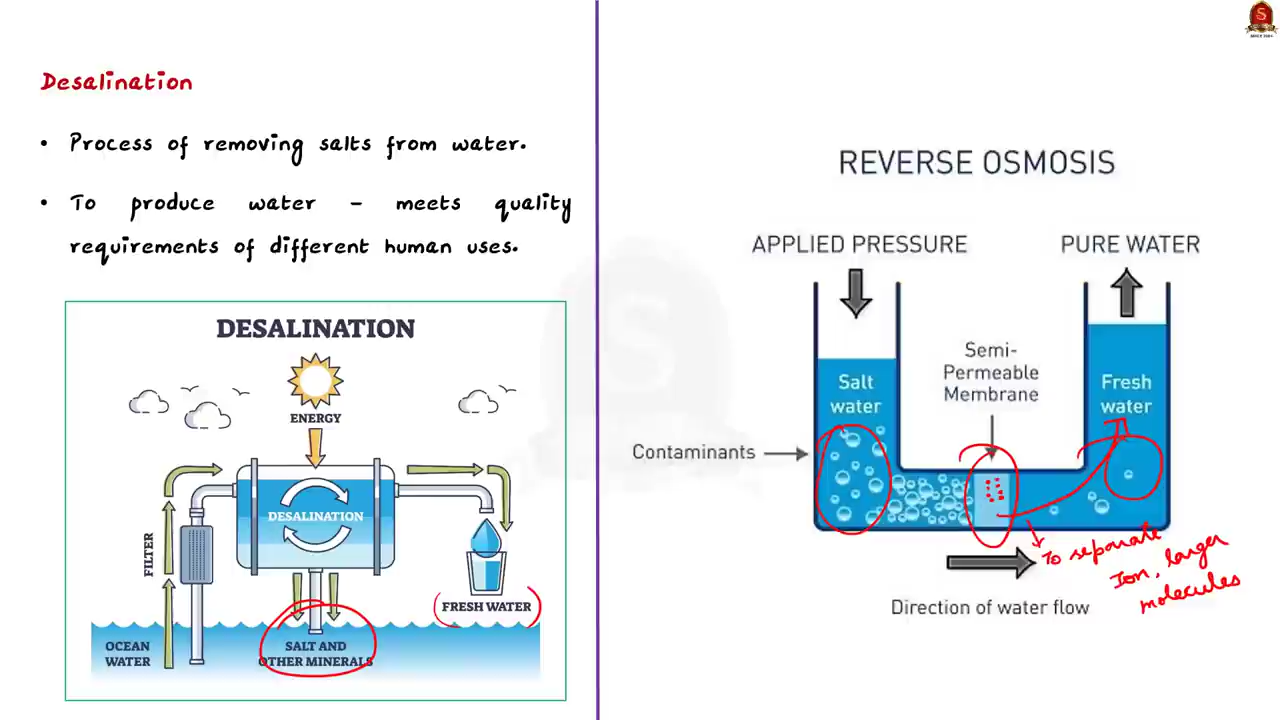 Desalination
• Process of removing salts from water.
• To produce water - meets quality
requirements of different human uses.
DESALINATION
ENERGY
DESALINATION
FILTER
FRESH WATER
OCEAN
WATER
SALT AND
OTHER MINERALS
REVERSE OSMOSIS
APPLIED PRESSURE
PURE WATER
Semi-
Permeable
Membrane
Salt
water
Fresh
water
Contaminants
To separate
Ion, larger
molecules
Direction of water flow
S
S